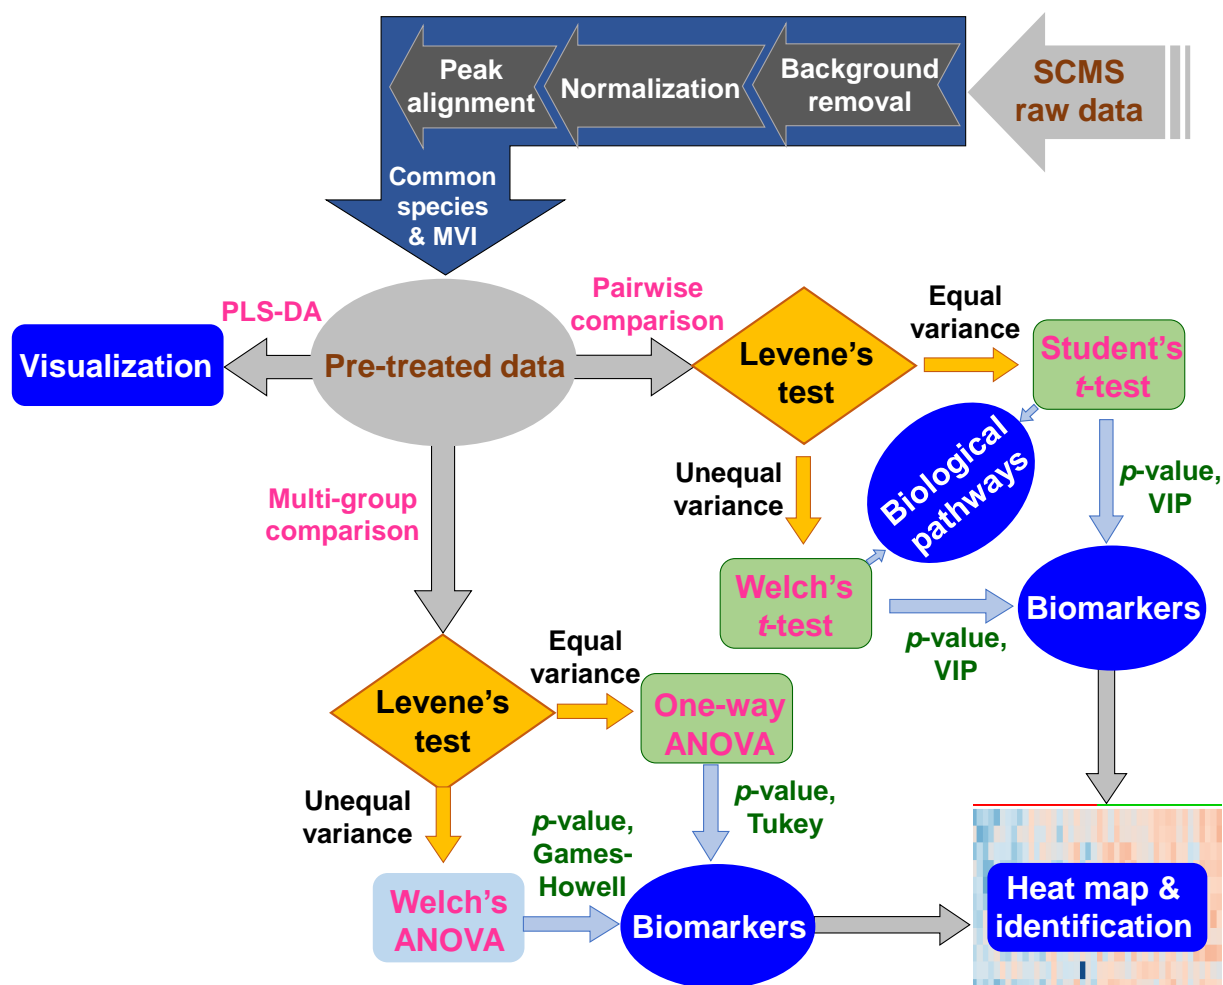 Peak
alignment
Normalization
Background
removal
SCMS
raw data
Common
species
& MVI
PLS-DA
Visualization
Pre-treated data
Pairwise
comparison
Levene's
test
Equal
variance
Student's
t-test
Unequal
variance
Biological
pathways
p-value,
VIP
Welch's
t-test
p-value,
VIP
Biomarkers
Multi-group
comparison
Levene's
test
Equal
variance
One-way
ANOVA
Unequal
variance
p-value,
Tukey
p-value,
Games-
Howell
Welch's
ANOVA
Biomarkers
Heat map &
identification